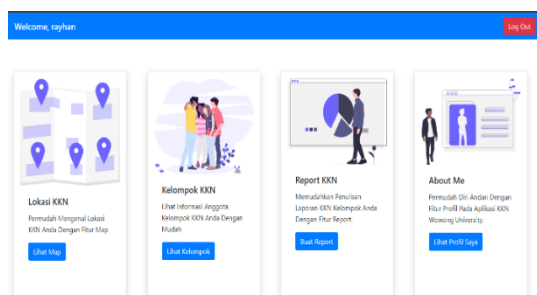 Welcome, rayhan
Log Out
Lokasi KKN
Permudah Mengenal Lokasi
KKN Anda Dengan Fitur Map
Lihat Map
Kelompok KKN
Lihat Informasi Anggota
Kelompok KKN Anda Dengan
Mudah
Lihat Kelompok
Report KKN
Memudahkan Penulisan
Laporan KKN Kelompok Anda
Dengan Fitur Report.
Buat Report
About Me
Permudah Diri Andan Dengan
Fitur Profil Pada Aplikasi KKN
Wowong University.
Lihat Profil Saya